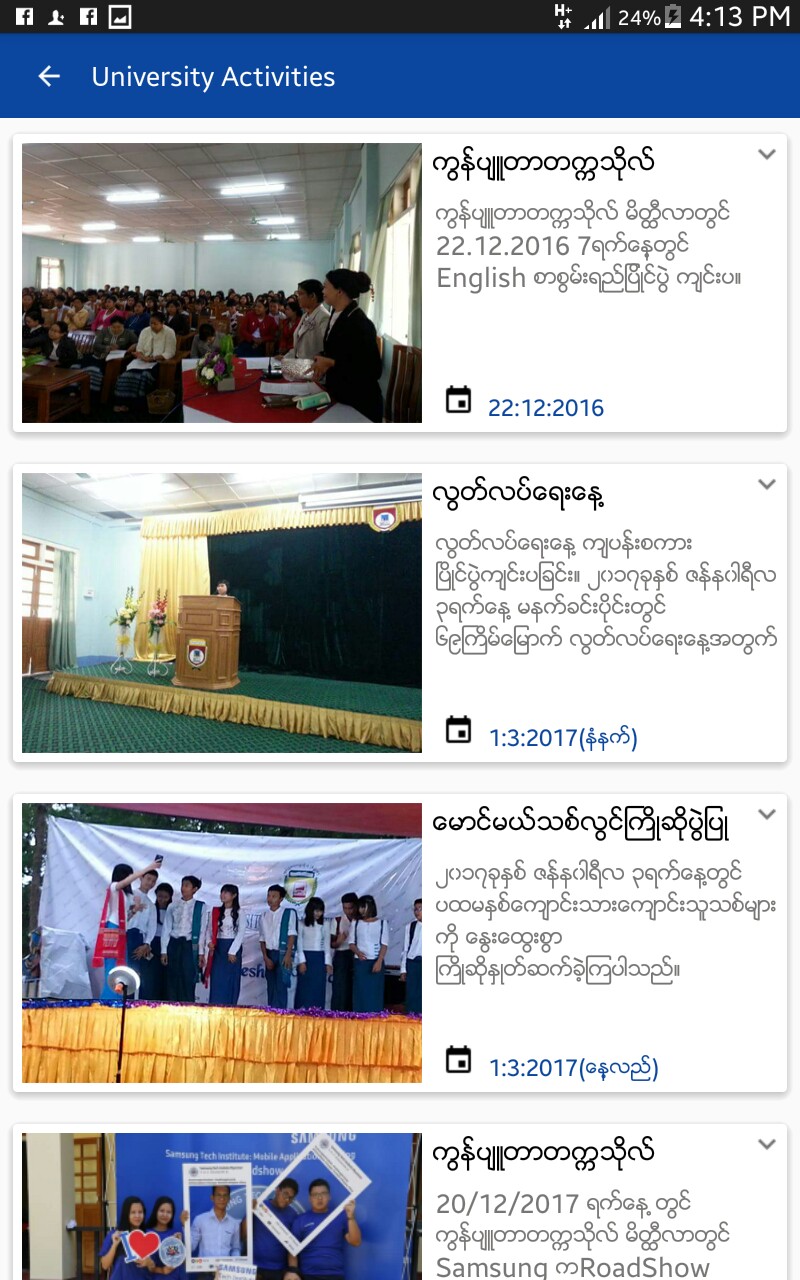 24% 4:13 PM
University Activities
ကွန်ပျူတာတက္ကသိုလ်
ကွန်ပျူတာတက္ကသိုလ် မိတ္ထီလာတွင်
22.12.2016 7ရက်နေ့တွင်
English စာစွမ်းရည်ပြိုင်ပွဲ ကျင်းပ။
22:12:2016
လွတ်လပ်ရေးနေ့
လွတ်လပ်ရေးနေ့ ကျပန်းစကား
ပြိုင်ပွဲကျင်းပခြင်း။ ၂၀၁၇ခုနှစ် ဇန်နဝါရီလ
၃ရက်နေ့ မနက်ခင်းပိုင်းတွင်
၆၉ကြိမ်မြောက် လွတ်လပ်ရေးနေ့အတွက်
1:3:2017(နံနက်)
မောင်မယ်သစ်လွင်ကြိုဆိုပွဲပြု
၂၀၁၇ခုနှစ် ဇန်နဝါရီလ ၃ရက်နေ့တွင်
ပထမနှစ်ကျောင်းသားကျောင်းသူသစ်များ
ကို နွေးထွေးစွာ
ကြိုဆိုနှုတ်ဆက်ခဲ့ကြပါသည်။
1:3:2017(နေ့လည်)
SAMSUNG
Samsung Tech Institute: Mobile Application
adshow
SAMSUNG
ကွန်ပျူတာတက္ကသိုလ်
20/12/2017 ရက်နေ့ တွင်
ကွန်ပျူတာတက္ကသိုလ် မိတ္ထီလာတွင်
Samsung ကRoadShow